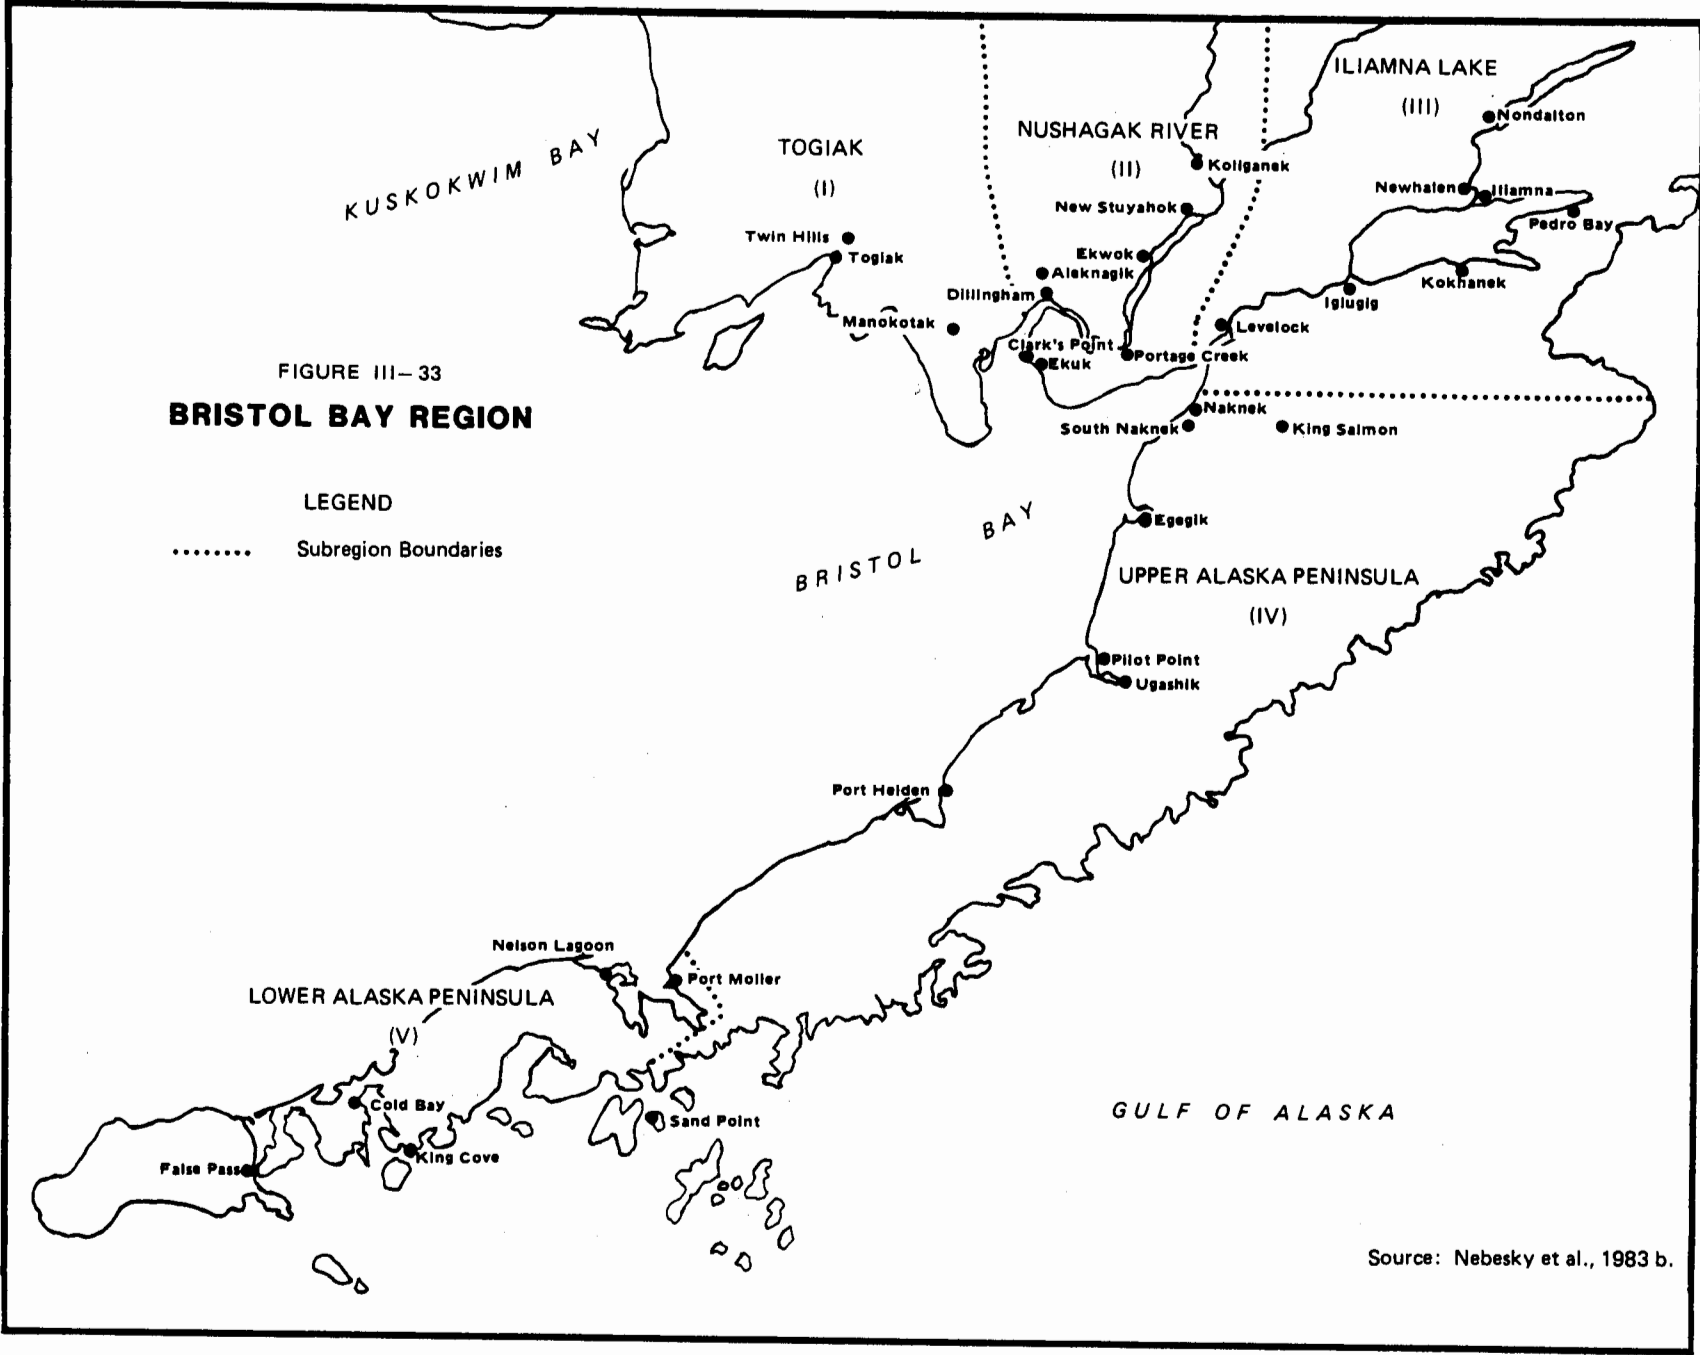 ILIAMNA LAKE
(III)
Nondalton
NUSHAGAK RIVER
(II)
KUSKOKWIM BAY
TOGIAK
(I)
Koliganek
Newhalen
Iliamna
New Stuyahok
Pedro Bay
Twin Hills
Togiak
Ekwok
Aleknagik
Kokhanek
Dillingham
Igiugig
Manokotak
Levelock
Clark's Point
Portage Creek
Ekuk
FIGURE III-33
BRISTOL BAY REGION
Naknek
South Naknek
King Salmon
LEGEND
Subregion Boundaries
BRISTOL BAY
Egegik
UPPER ALASKA PENINSULA
(IV)
Pilot Point
Ugashik
Port Heiden
Nelson Lagoon
Port Moller
LOWER ALASKA PENINSULA
(V)
Cold Bay
Sand Point
GULF OF ALASKA
King Cove
False Pass
Source: Nebesky et al., 1983 b.